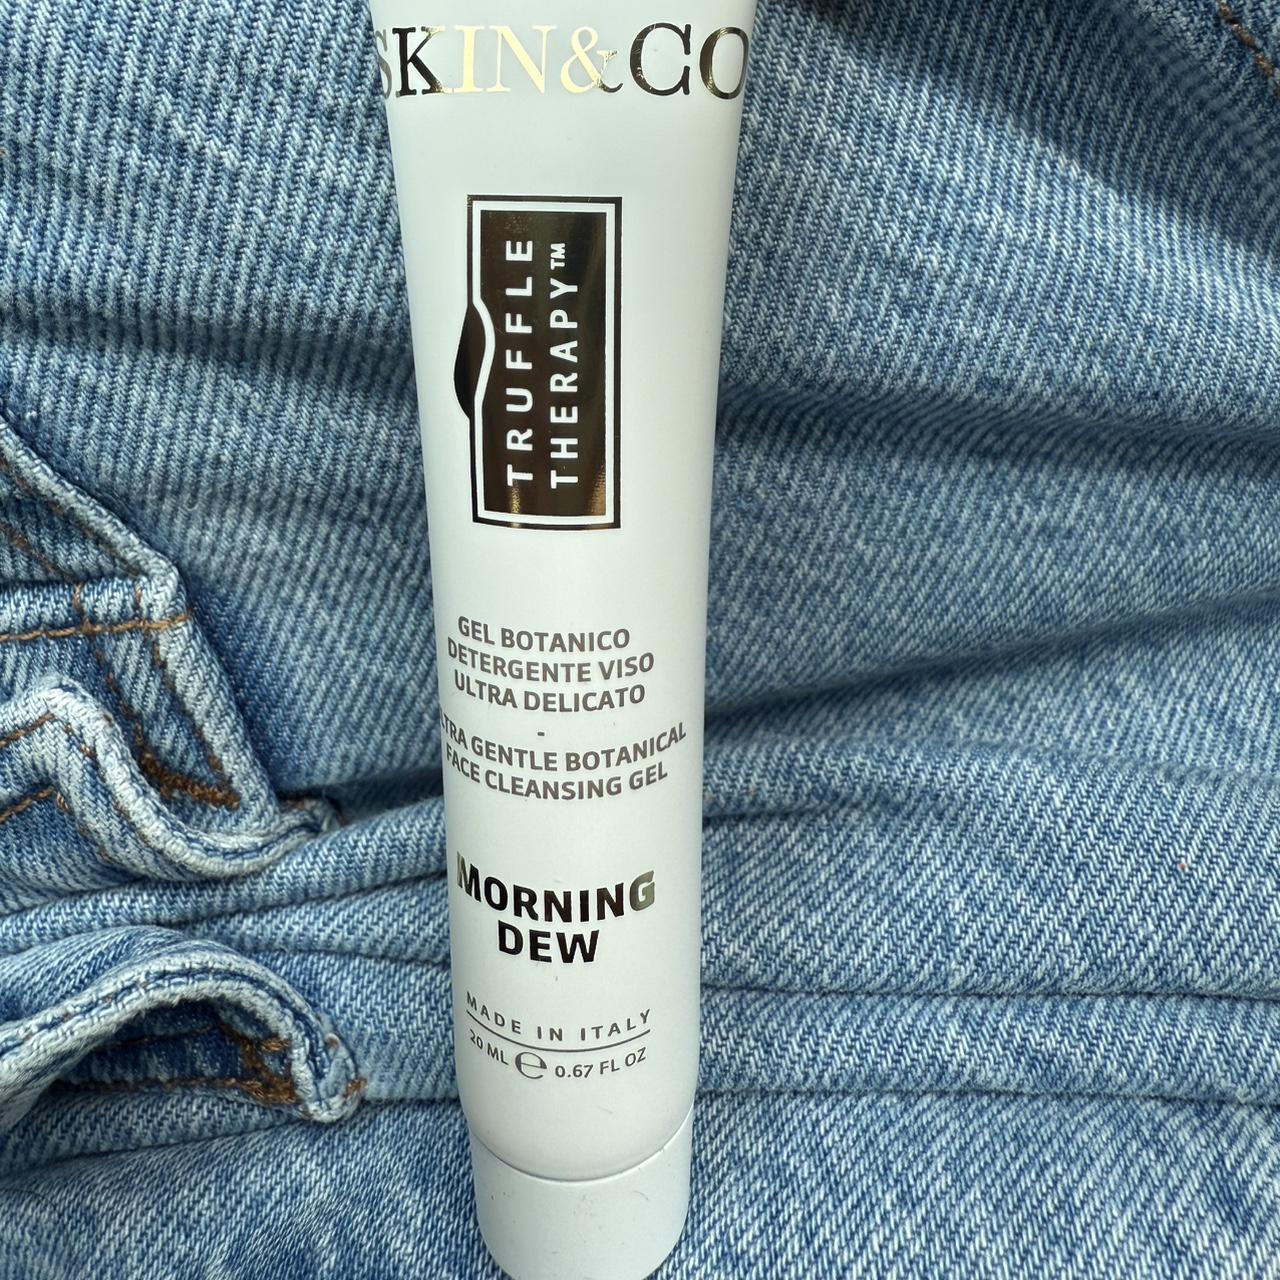 SKIN&CO
TRUFFLE
THERAPY™
GEL BOTANICO
DETERGENTE VISO
ULTRA DELICATO
-
LTRA GENTLE BOTANICAL
FACE CLEANSING GEL
MORNING
DEW
MADE IN ITALY
20 ML ℮ 0.67 FL OZ